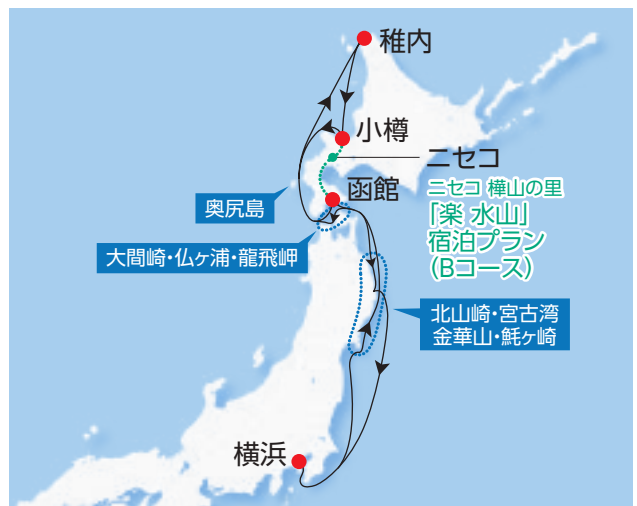 稚内
小樽
ニセコ
函館
ニセコ 樺山の里
「楽 水山」
宿泊プラン
(Bコース)
奥尻島
大間崎・仏ヶ浦・龍飛岬
北山崎・宮古湾
金華山・魹ヶ崎
横浜